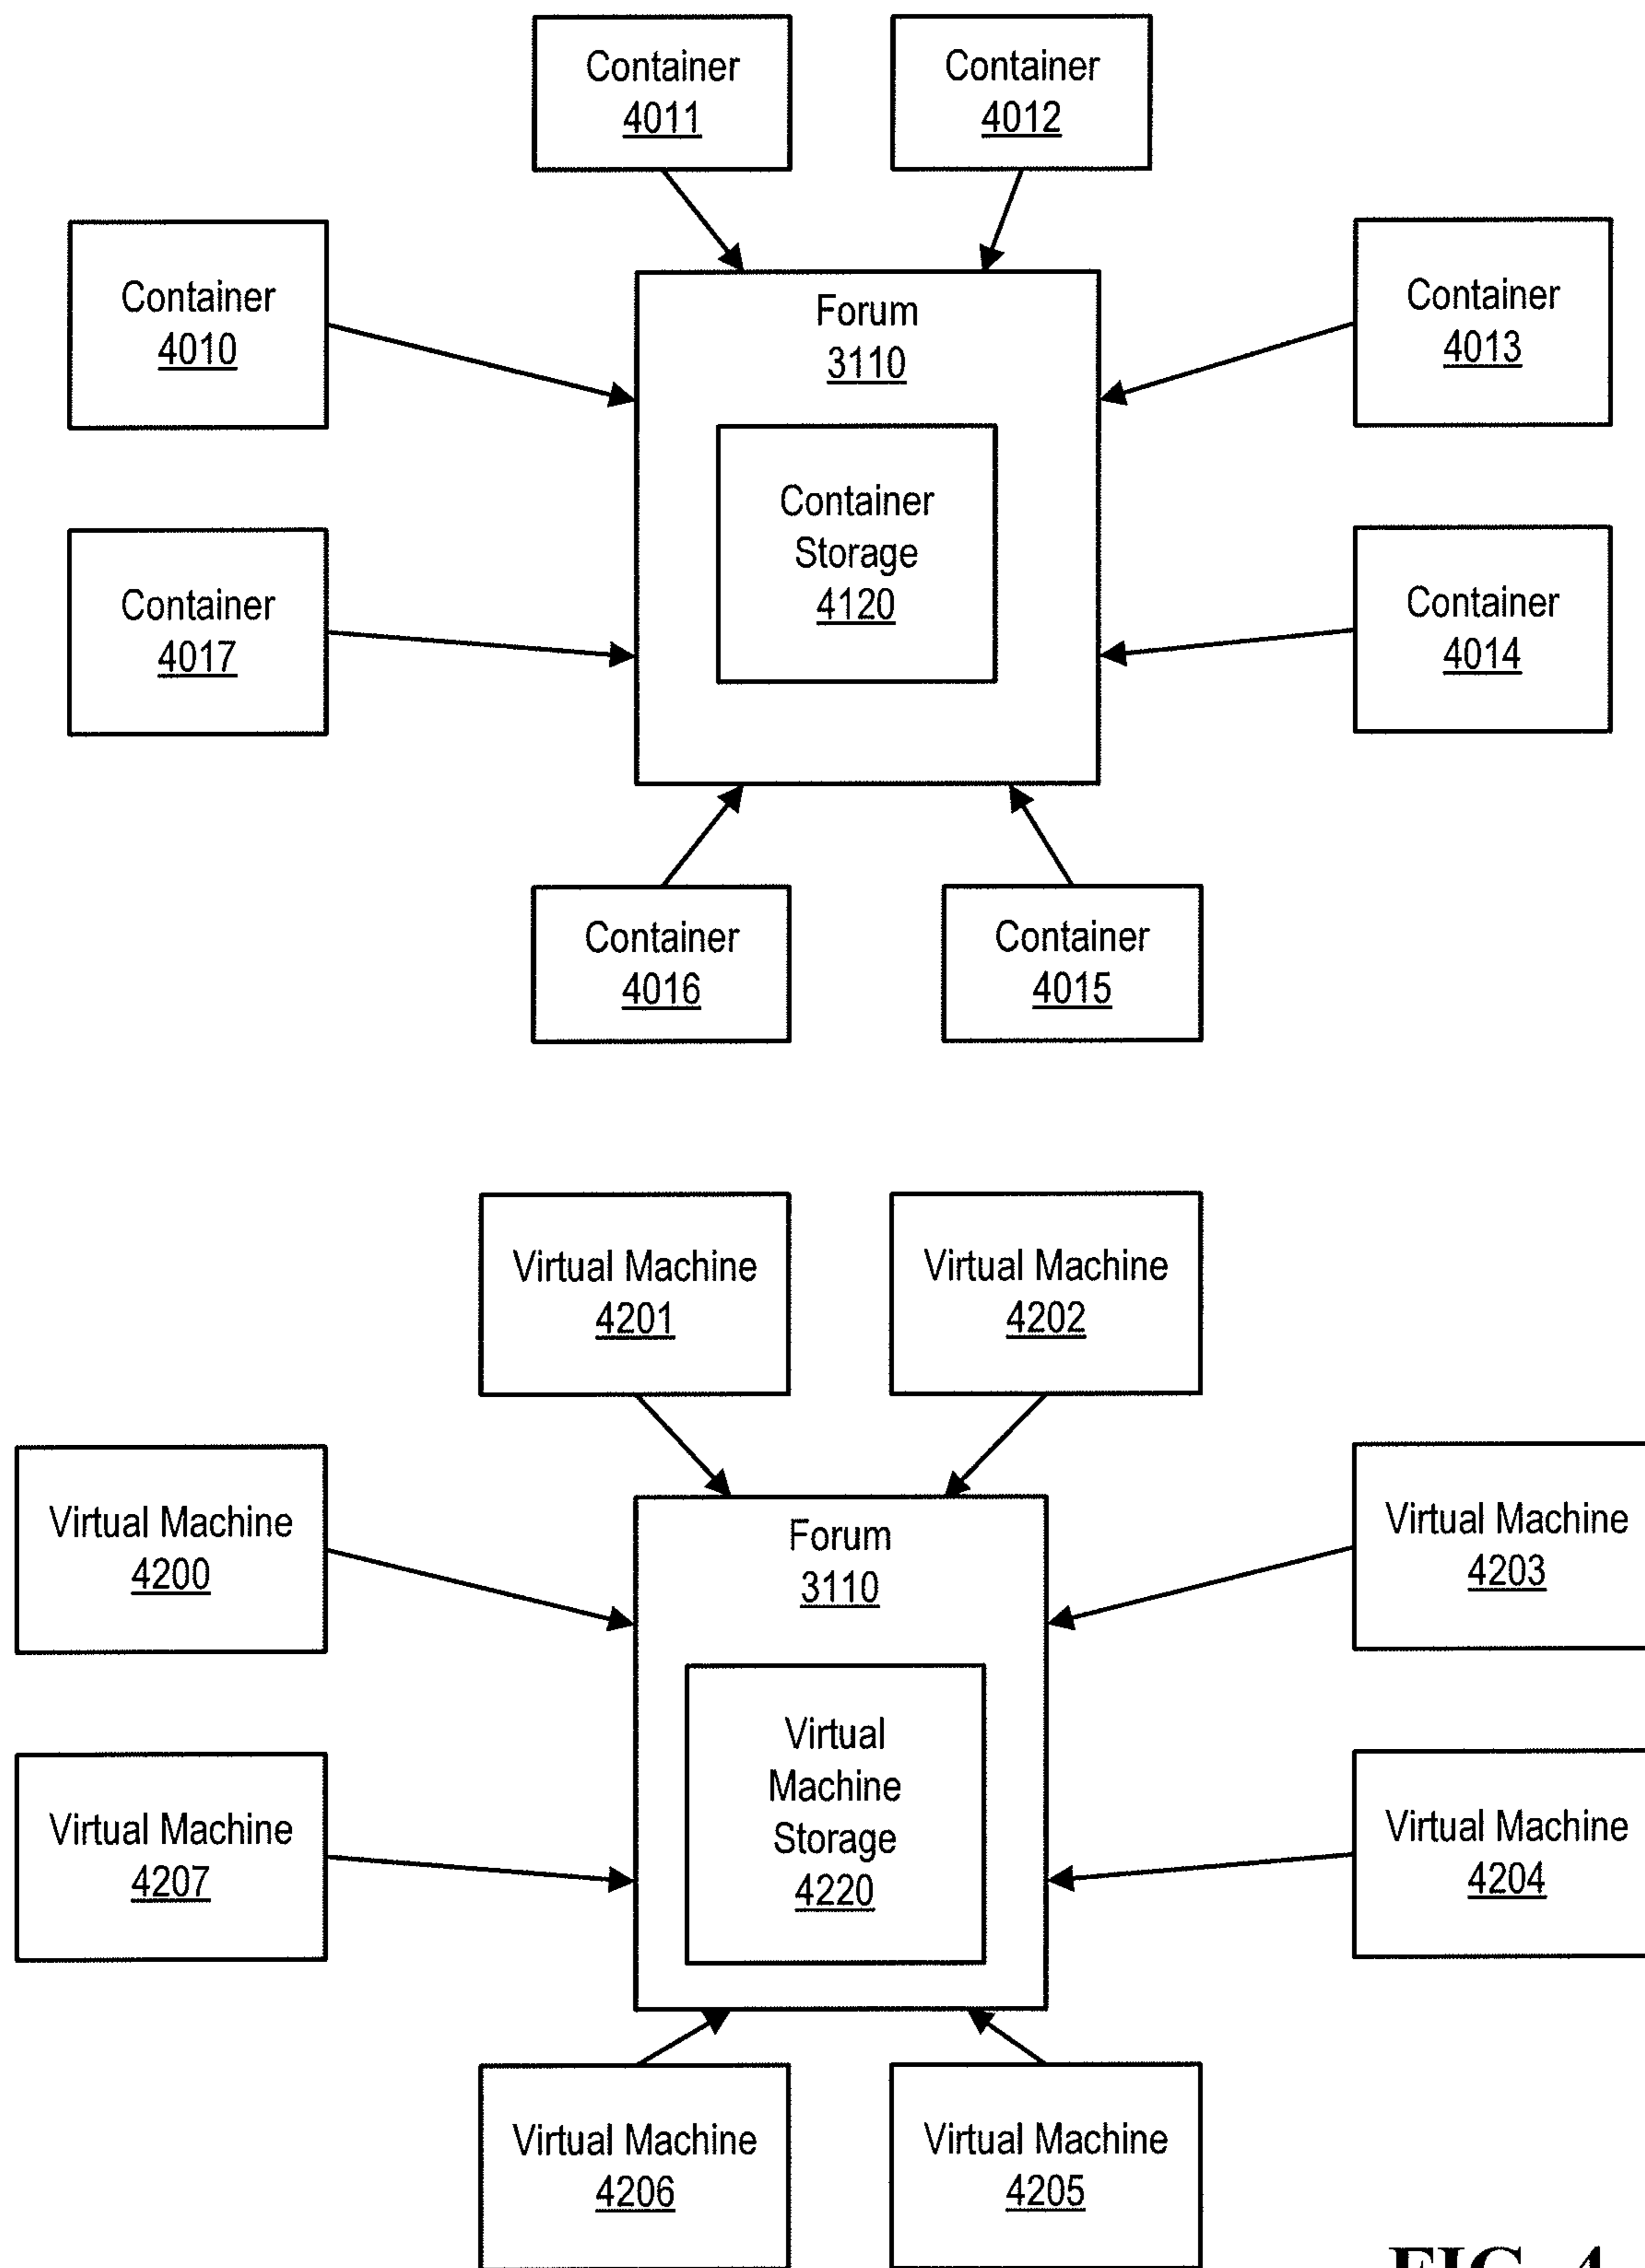 Container
4011
Container
4012
Container
4010
Forum
3110
Container
4013
Container
Storage
4120
Container
4017
Container
4014
Container
4016
Container
4015
Virtual Machine
4201
Virtual Machine
4202
Virtual Machine
4200
Forum
3110
Virtual Machine
4203
Virtual
Machine
Storage
4220
Virtual Machine
4207
Virtual Machine
4204
Virtual Machine
4206
Virtual Machine
4205
FIG. 4